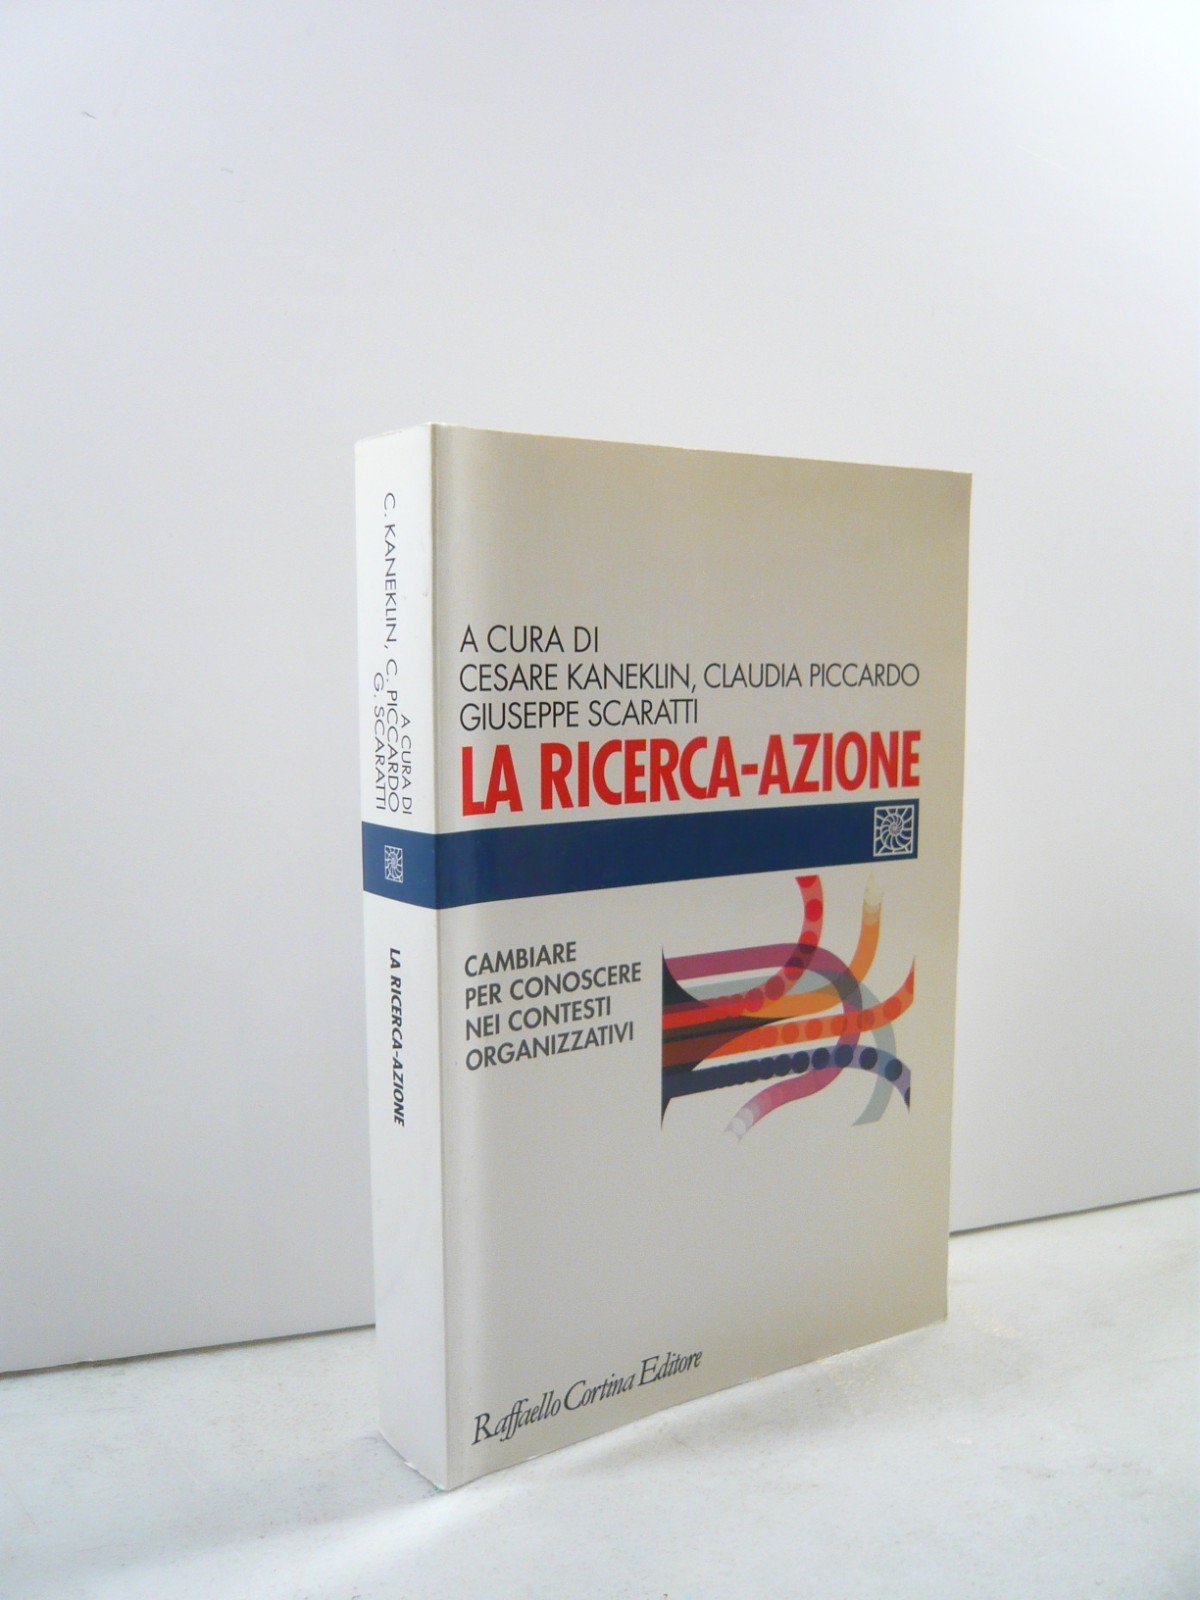 A CURA DI
C. KANEKLIN, C. PICCARDO
G. SCARATTI
LA RICERCA-AZIONE
A CURA DI
CESARE KANEKLIN, CLAUDIA PICCARDO
GIUSEPPE SCARATTI
LA RICERCA-AZIONE
CAMBIARE
PER CONOSCERE
NEI CONTESTI
ORGANIZZATIVI
Raffaello Cortina Editore